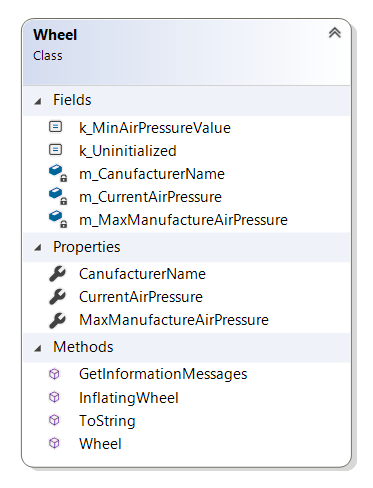 Wheel
Class
Fields
k_MinAirPressureValue
k_Uninitialized
m_CanufacturerName
m_CurrentAirPressure
m_MaxManufactureAirPressure
Properties
CanufacturerName
CurrentAirPressure
MaxManufactureAirPressure
Methods
GetInformationMessages
InflatingWheel
ToString
Wheel